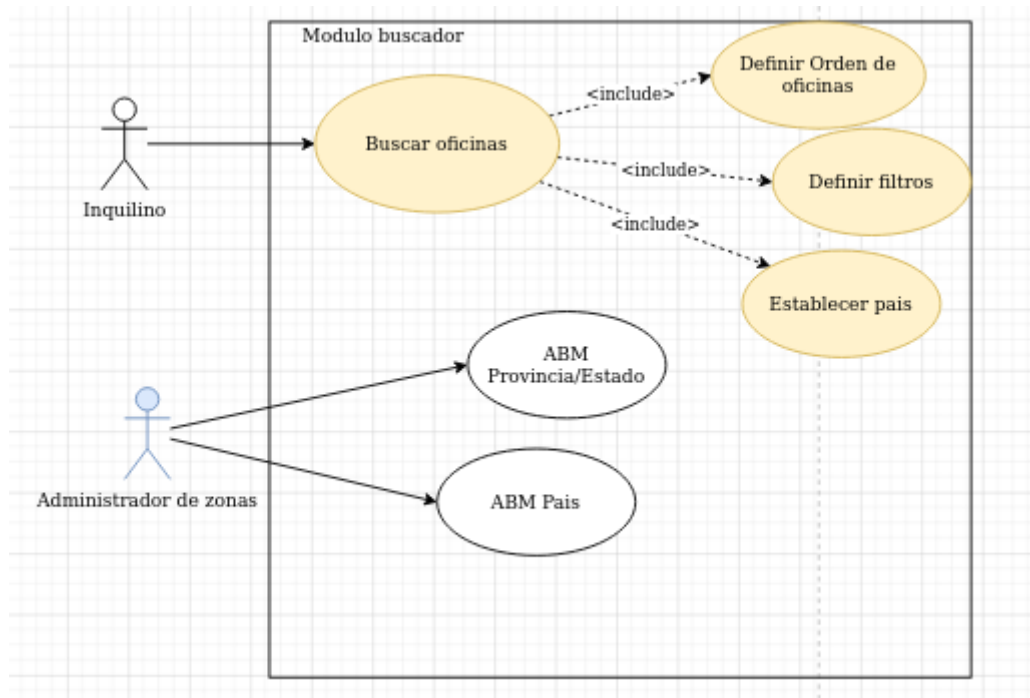 Modulo buscador
Definir Orden de
oficinas
<include>
Buscar oficinas
<include>
Definir filtros
Inquilino
<include>
Establecer pais
ABM
Provincia/Estado
Administrador de zonas
ABM Pais